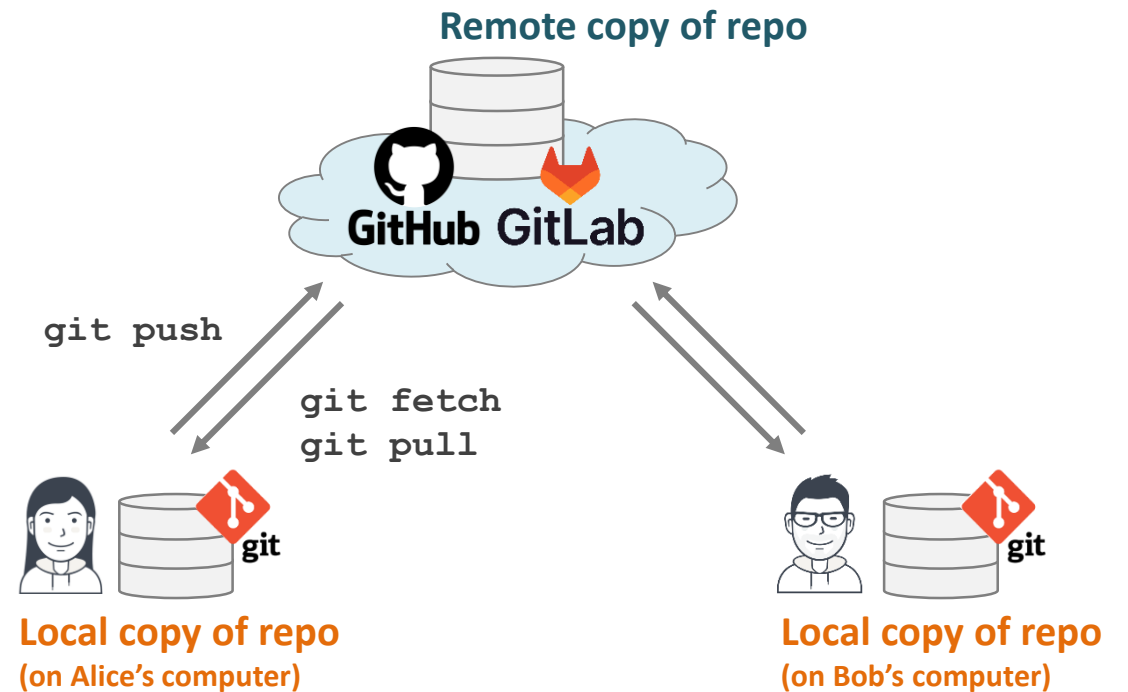 Remote copy of repo
GitHub GitLab
git push
git fetch
git pull
git
git
Local copy of repo
(on Alice’s computer)
Local copy of repo
(on Bob’s computer)